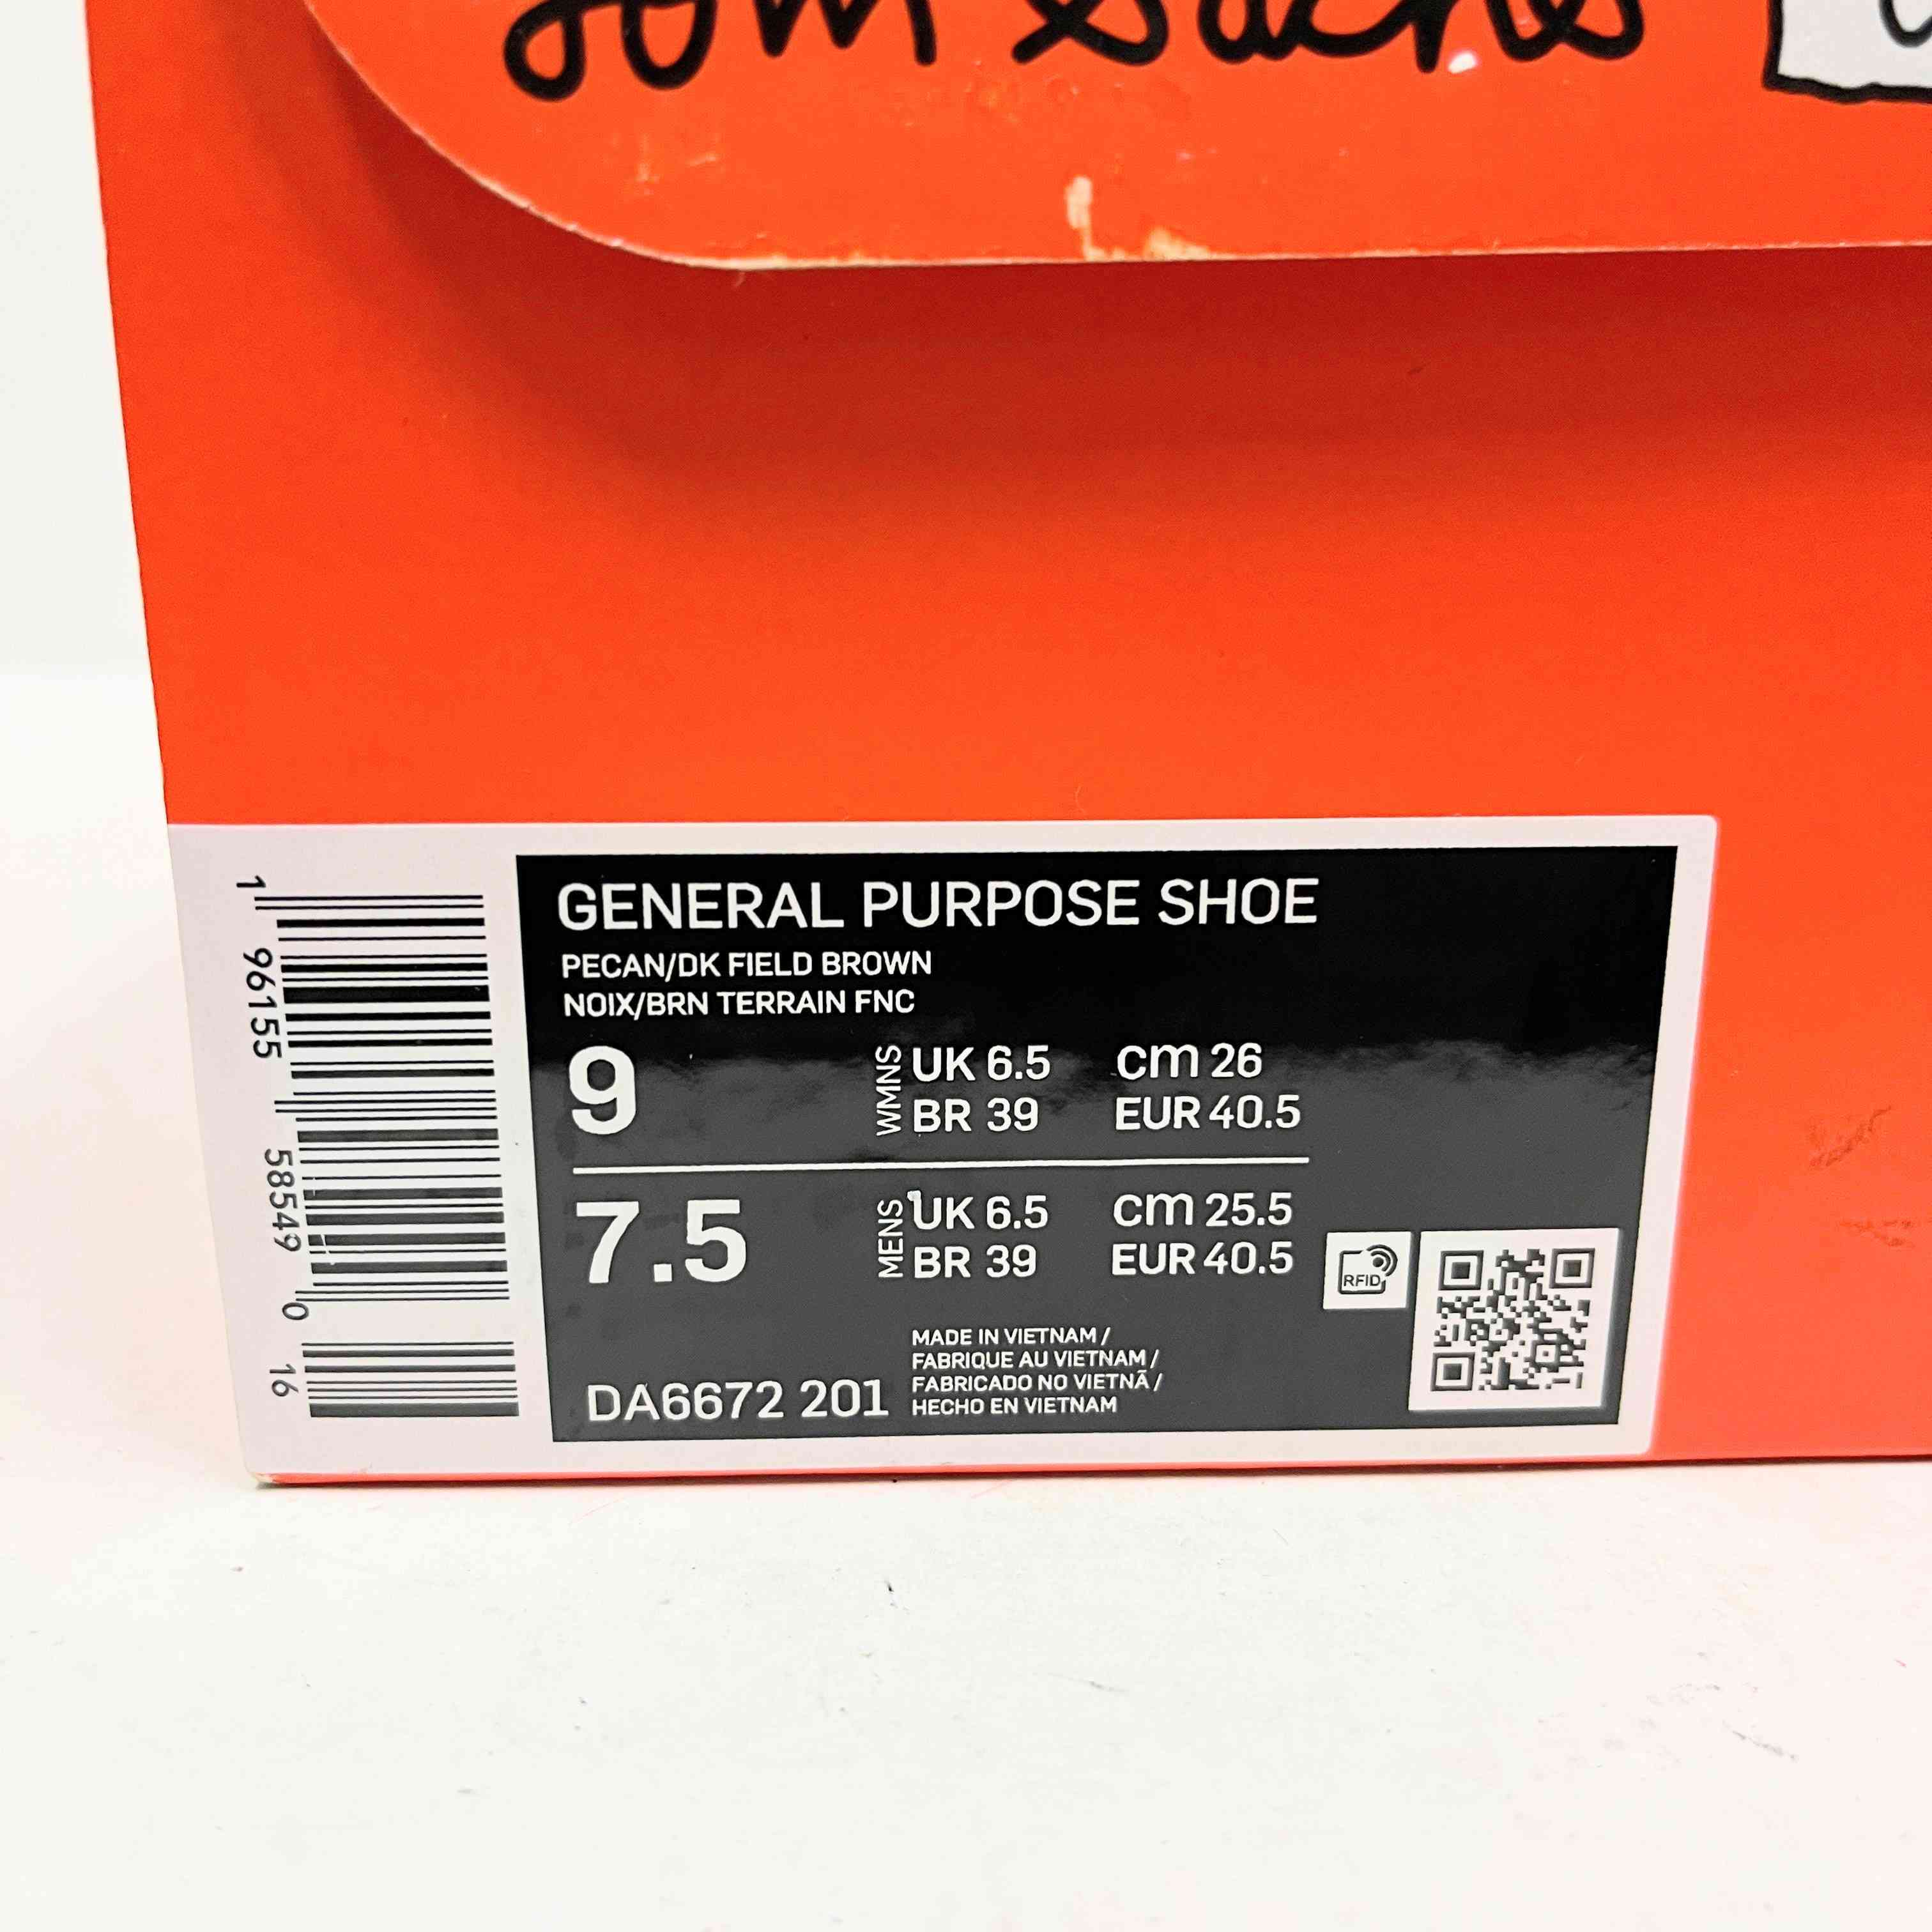 Tom Sachs
GENERAL PURPOSE SHOE
PECAN/DK FIELD BROWN
NOIX/BRN TERRAIN FNC
9
WMNS
UK 6.5 cm 26
BR 39 EUR 40.5
7.5
MENS
UK 6.5 cm 25.5
BR 39 EUR 40.5
RFID
MADE IN VIETNAM /
FABRIQUE AU VIETNAM /
FABRICADO NO VIETNÃ /
HECHO EN VIETNAM
DA6672 201
1 96155 58549 0 16